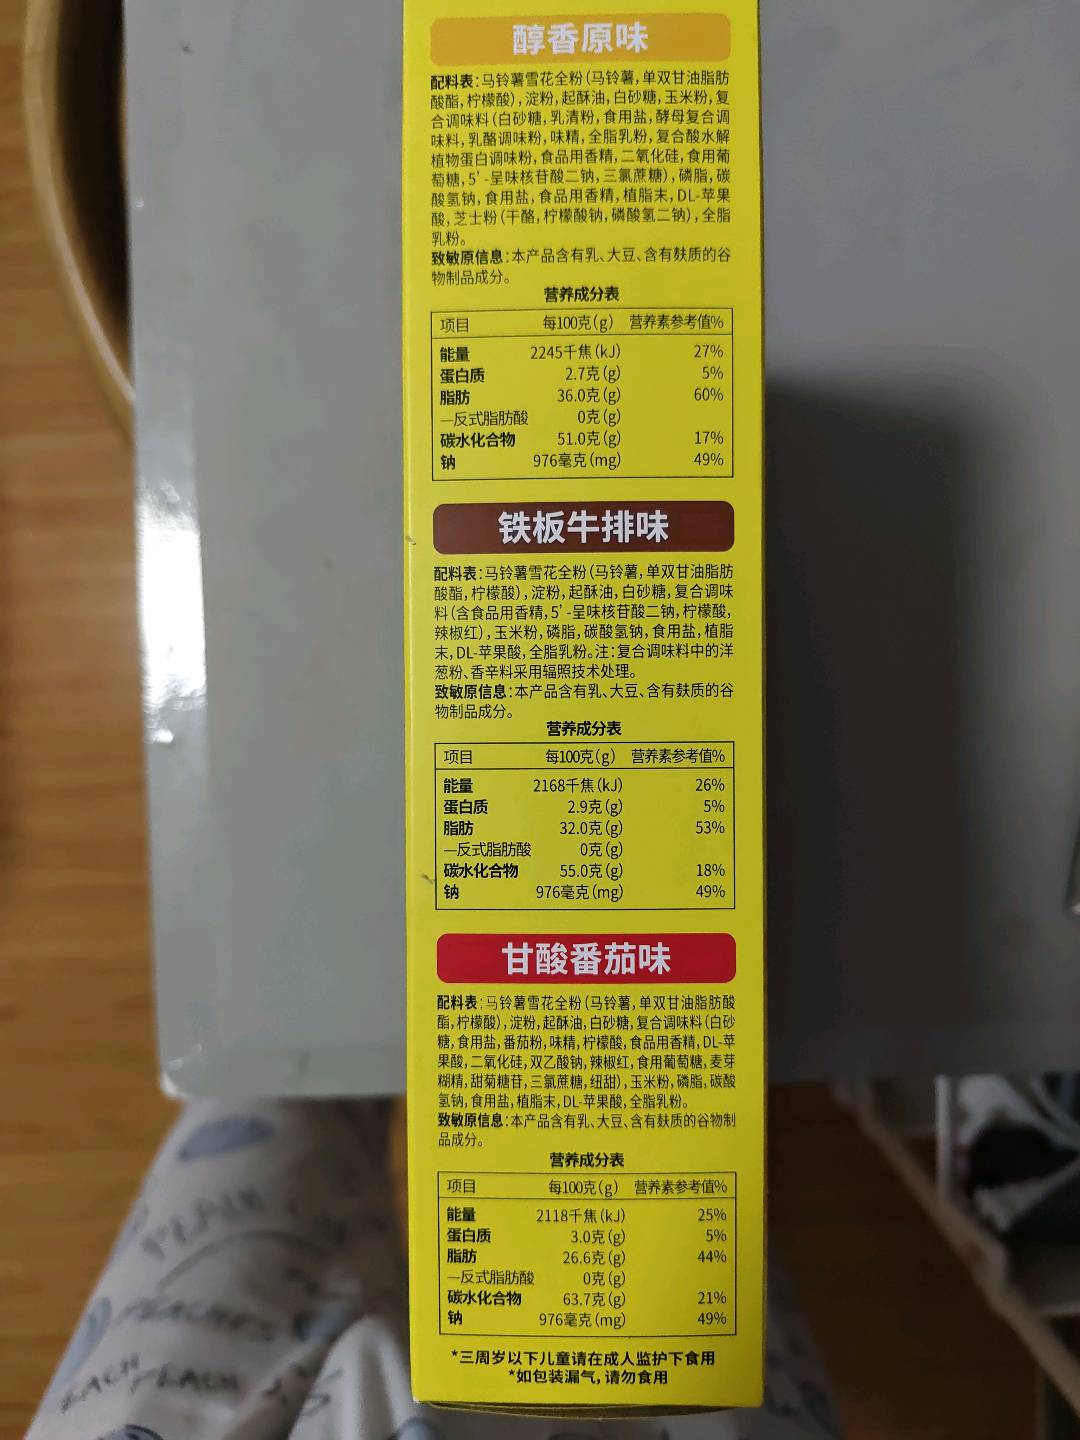 醇香原味
配料表:马铃薯雪花全粉(马铃薯,单双甘油脂肪
酸酯,柠檬酸),淀粉,起酥油,白砂糖,玉米粉,复
合调味料(白砂糖,乳清粉,食用盐,酵母复合调
味料,乳酪调味粉,味精,全脂乳粉,复合酸水解
植物蛋白调味粉,食品用香精,二氧化硅,食用葡
萄糖,5'-呈味核苷酸二钠,三氯蔗糖),磷脂,碳
酸氢钠,食用盐,食品用香精,植脂末,DL-苹果
酸,芝士粉(干酪,柠檬酸钠,磷酸氢二钠),全脂
乳粉。
致敏原信息:本产品含有乳、大豆、含有麸质的谷
物制品成分。
营养成分表
项目 每100克(g) 营养素参考值%
能量 2245千焦(kJ) 27%
蛋白质 2.7克(g) 5%
脂肪 36.0克(g) 60%
—反式脂肪酸 0克(g)
碳水化合物 51.0克(g) 17%
钠 976毫克(mg) 49%
铁板牛排味
配料表:马铃薯雪花全粉(马铃薯,单双甘油脂肪
酸酯,柠檬酸),淀粉,起酥油,白砂糖,复合调味
料(含食品用香精,5'-呈味核苷酸二钠,柠檬酸,
辣椒红),玉米粉,磷脂,碳酸氢钠,食用盐,植脂
末,DL-苹果酸,全脂乳粉。注:复合调味料中的洋
葱粉、香辛料采用辐照技术处理。
致敏原信息:本产品含有乳、大豆、含有麸质的谷
物制品成分。
营养成分表
项目 每100克(g) 营养素参考值%
能量 2168千焦(kJ) 26%
蛋白质 2.9克(g) 5%
脂肪 32.0克(g) 53%
—反式脂肪酸 0克(g)
碳水化合物 55.0克(g) 18%
钠 976毫克(mg) 49%
甘酸番茄味
配料表:马铃薯雪花全粉(马铃薯,单双甘油脂肪酸
酯,柠檬酸),淀粉,起酥油,白砂糖,复合调味料(白砂
糖,食用盐,番茄粉,味精,柠檬酸,食品用香精,DL-苹
果酸,二氧化硅,双乙酸钠,辣椒红,食用葡萄糖,麦芽
糊精,甜菊糖苷,三氯蔗糖,纽甜),玉米粉,磷脂,碳酸
氢钠,食用盐,植脂末,DL-苹果酸,全脂乳粉。
致敏原信息:本产品含有乳、大豆、含有麸质的谷物制
品成分。
营养成分表
项目 每100克(g) 营养素参考值%
能量 2118千焦(kJ) 25%
蛋白质 3.0克(g) 5%
脂肪 26.6克(g) 44%
—反式脂肪酸 0克(g)
碳水化合物 63.7克(g) 21%
钠 976毫克(mg) 49%
*三周岁以下儿童请在成人监护下食用
*如包装漏气,请勿食用